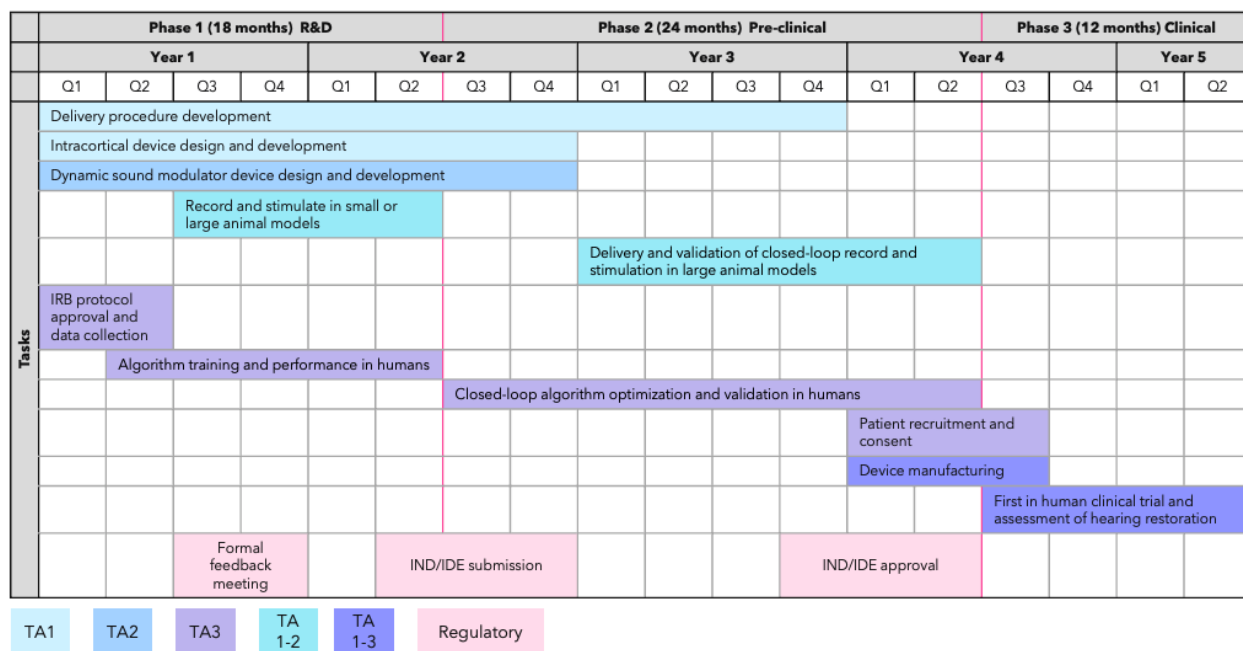 Phase 1 (18 months) R&D
Phase 2 (24 months) Pre-clinical
Phase 3 (12 months) Clinical
Year 1
Year 2
Year 3
Year 4
Year 5
Q1 Q2 Q3 Q4 Q1 Q2 Q3 Q4 Q1 Q2 Q3 Q4 Q1 Q2 Q3 Q4 Q1 Q2
Tasks
Delivery procedure development
Intracortical device design and development
Dynamic sound modulator device design and development
Record and stimulate in small or
large animal models
Delivery and validation of closed-loop record and
stimulation in large animal models
IRB protocol
approval and
data collection
Algorithm training and performance in humans
Closed-loop algorithm optimization and validation in humans
Patient recruitment and
consent
Device manufacturing
First in human clinical trial and
assessment of hearing restoration
Formal
feedback
meeting
IND/IDE submission
IND/IDE approval
TA1
TA2
TA3
TA
1-2
TA
1-3
Regulatory